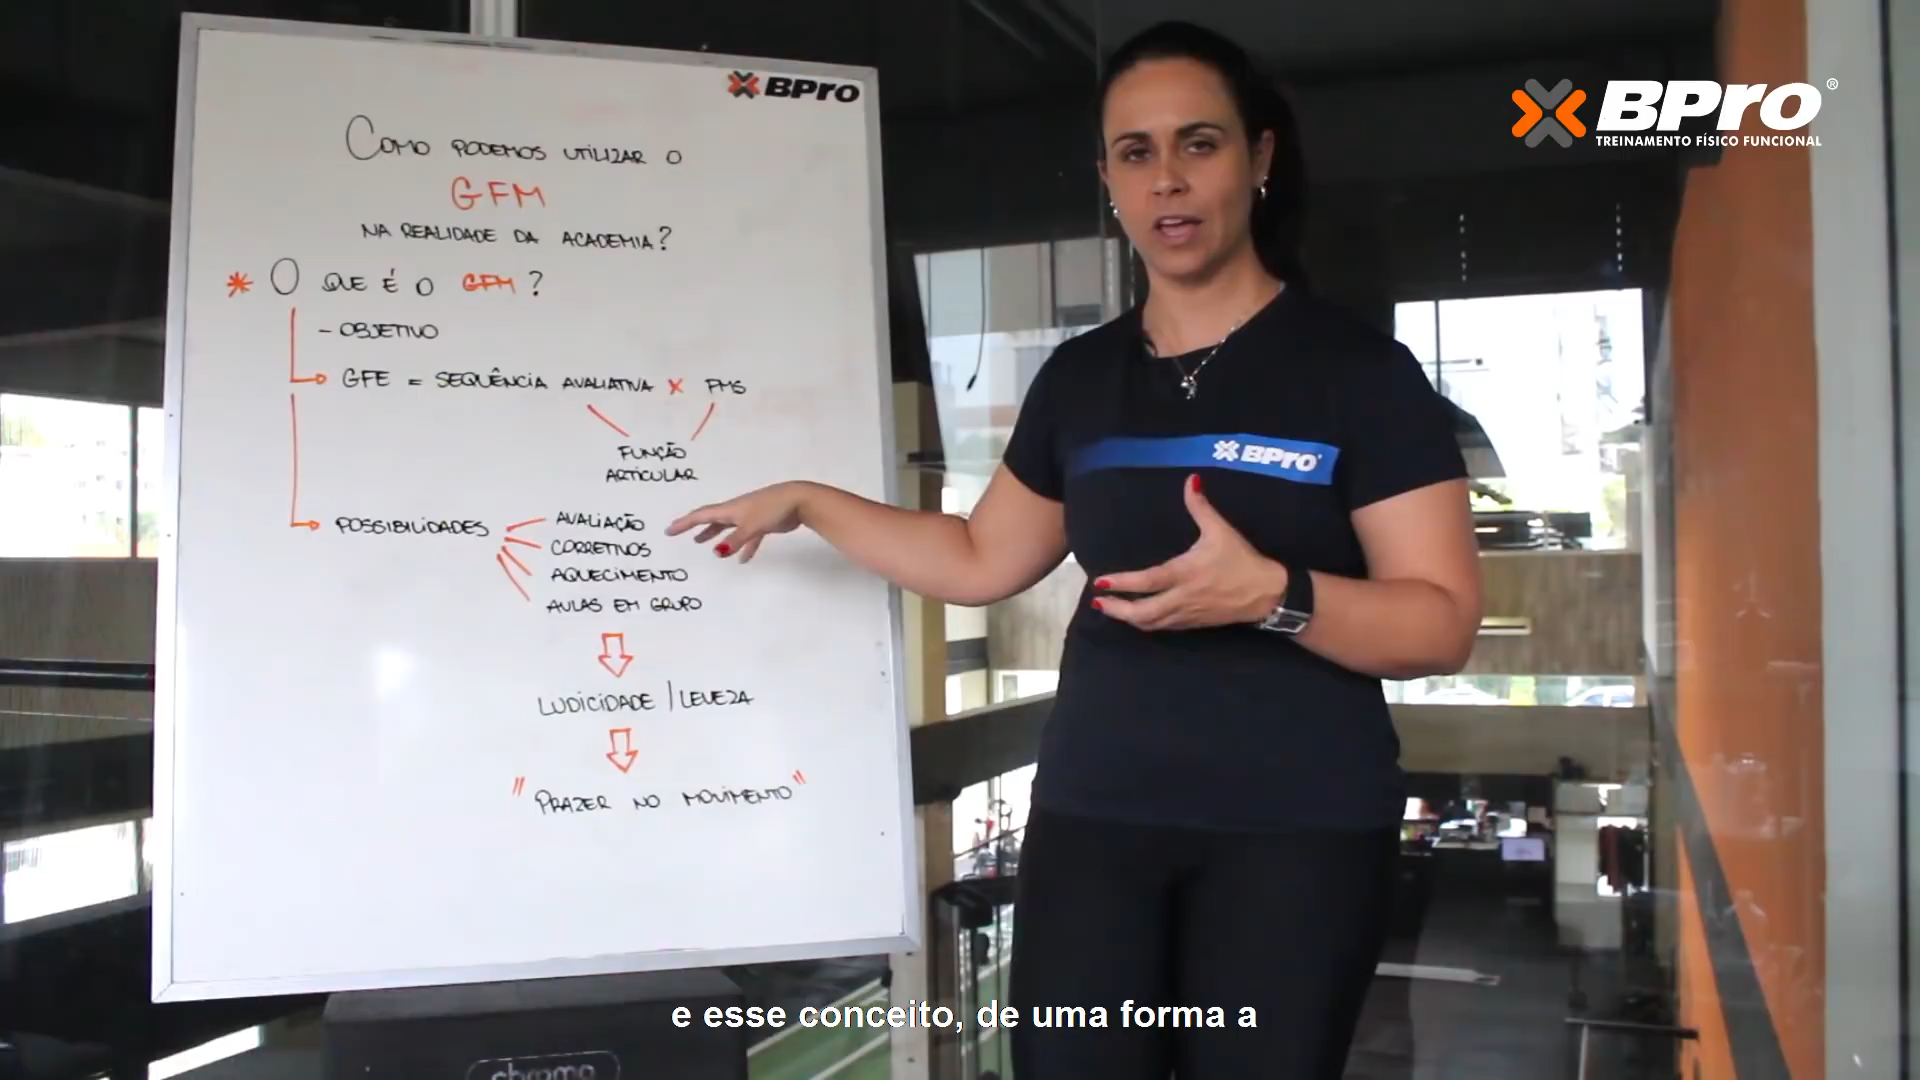 BPro
Como podemos utilizar o
GFM
na realidade da academia?
* O que é o GFM?
- Objetivo
GFE = Sequência avaliativa x FMS
Função
articular
Possibilidades
Avaliação
Corretivos
Aquecimento
Aulas em grupo
Ludicidade / Leveza
"Prazer no movimento"
BPro®
TREINAMENTO FÍSICO FUNCIONAL
BPro
e esse conceito, de uma forma a
chroma